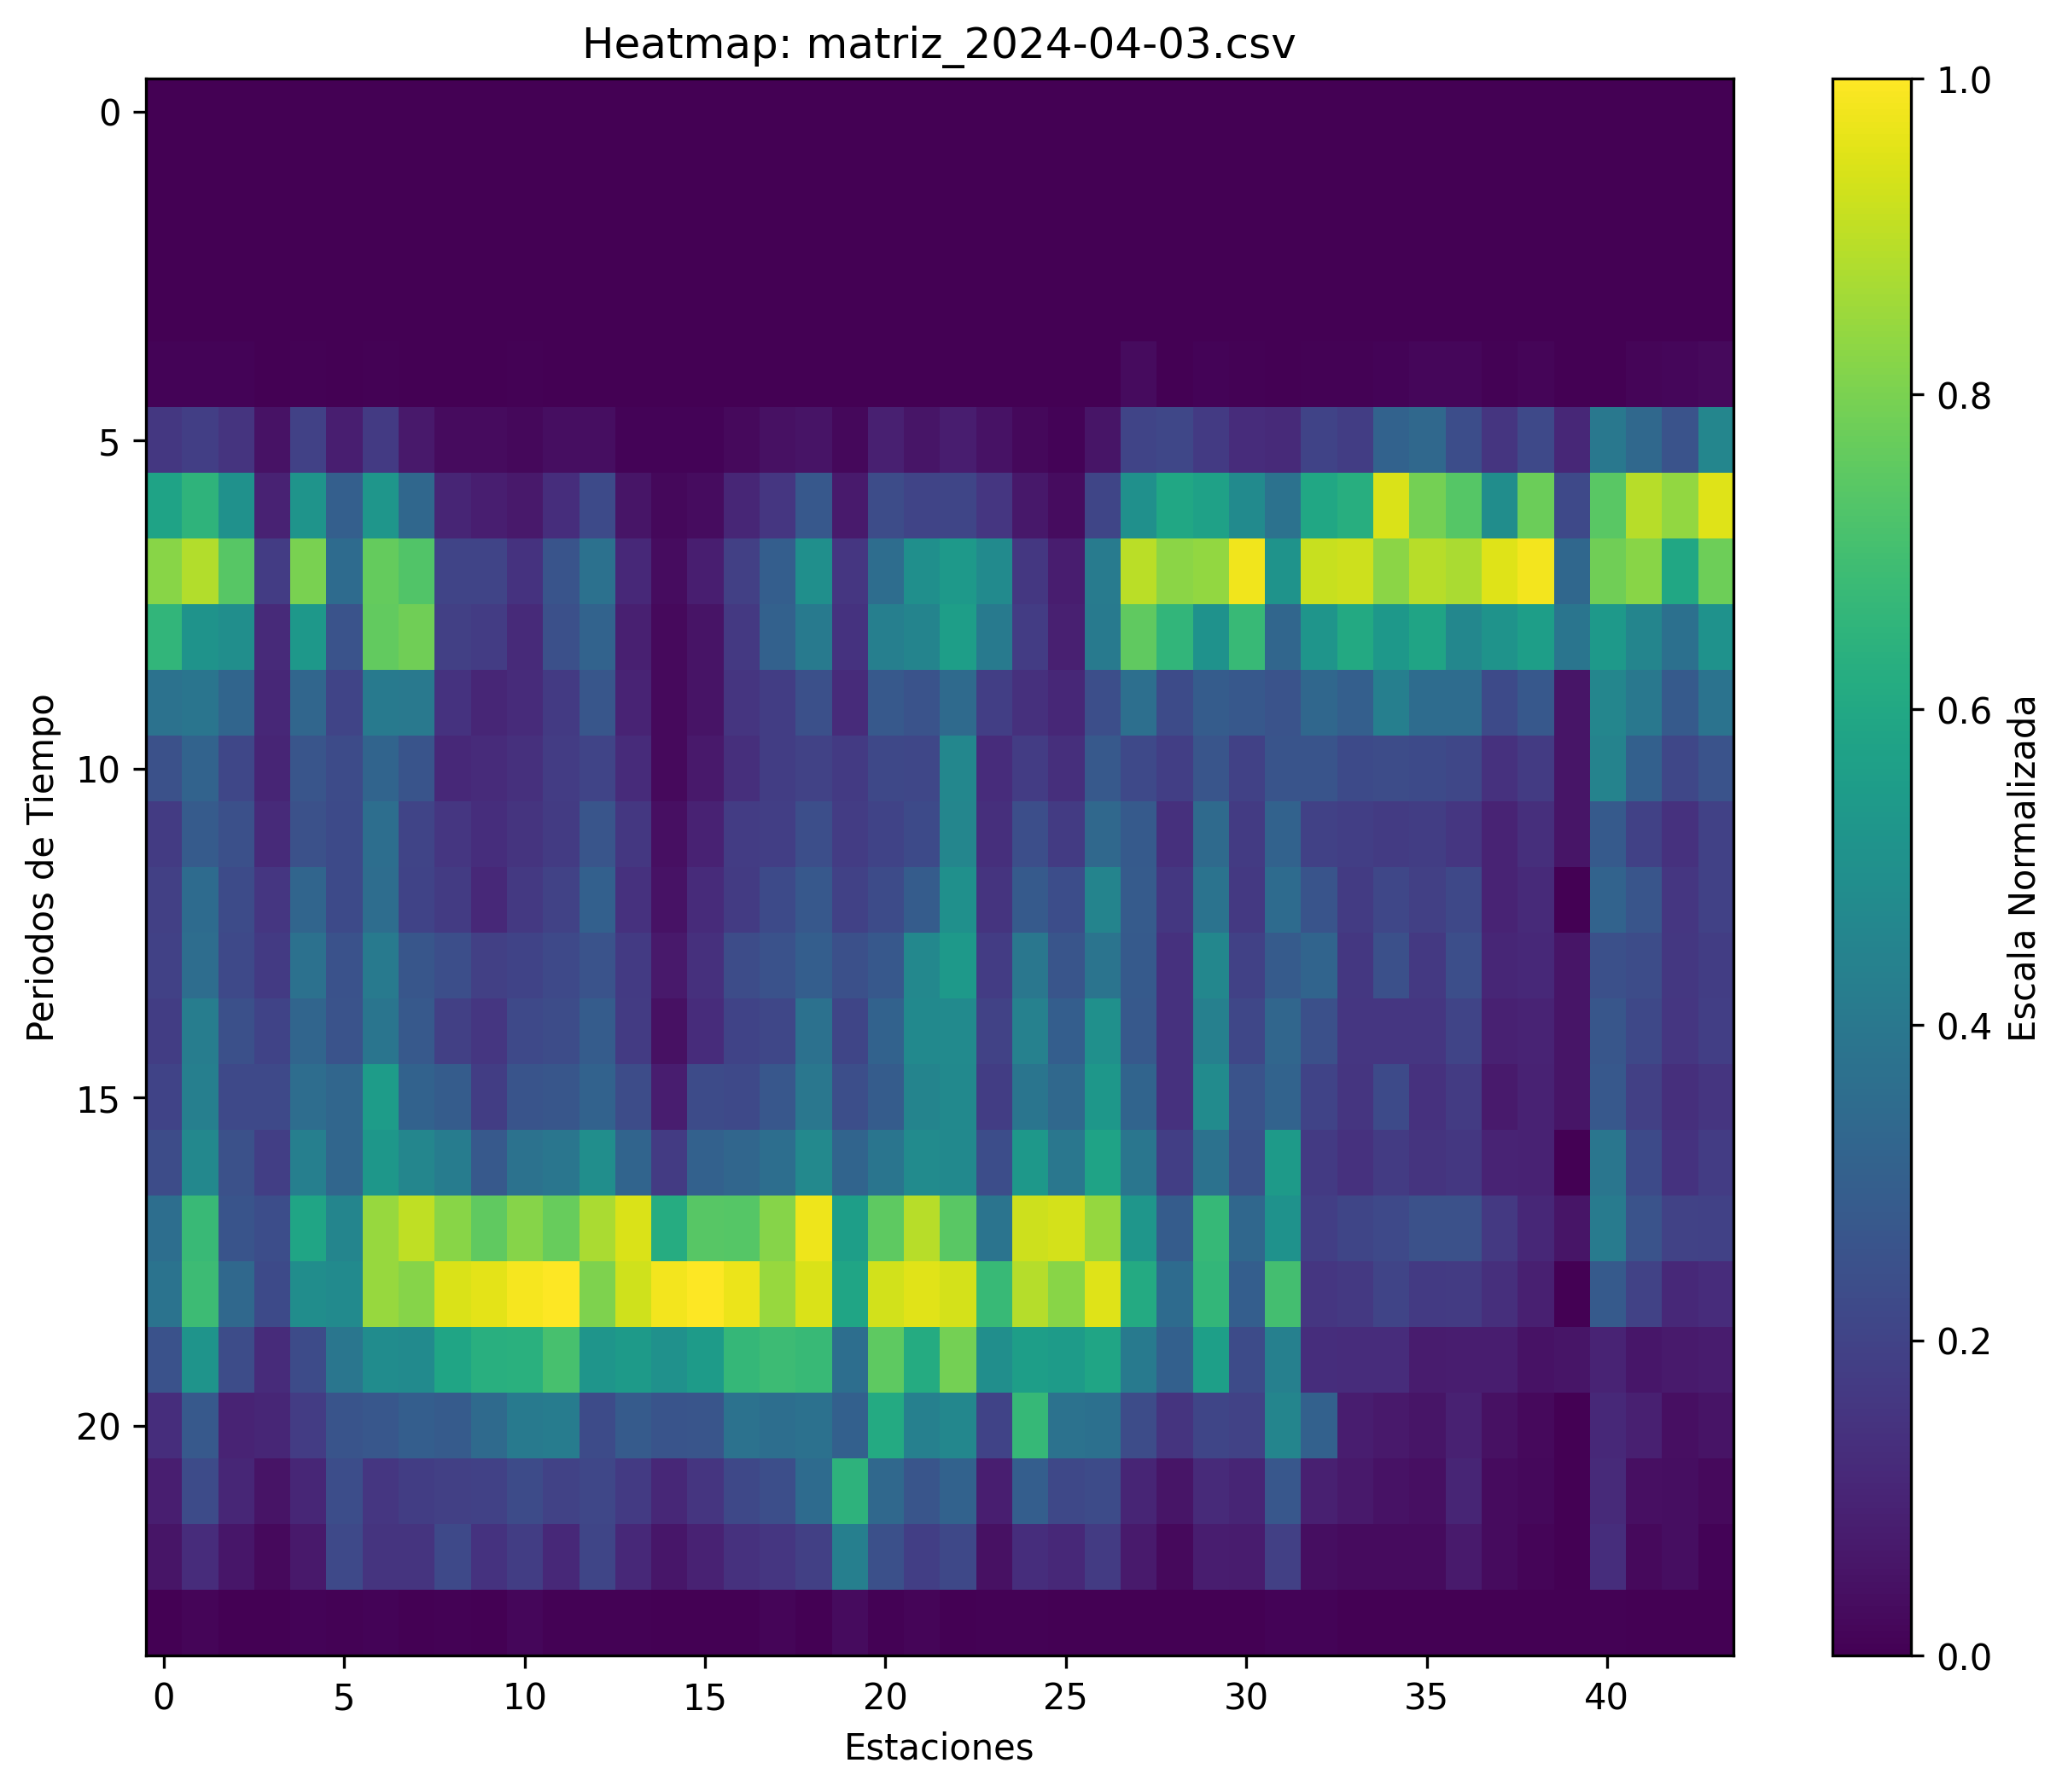 Heatmap: matriz_2024-04-03.csv
Periodos de Tiempo
0
5
10
15
20
0 5 10 15 20 25 30 35 40
Estaciones
1.0
0.8
0.6
0.4
0.2
0.0
Escala Normalizada